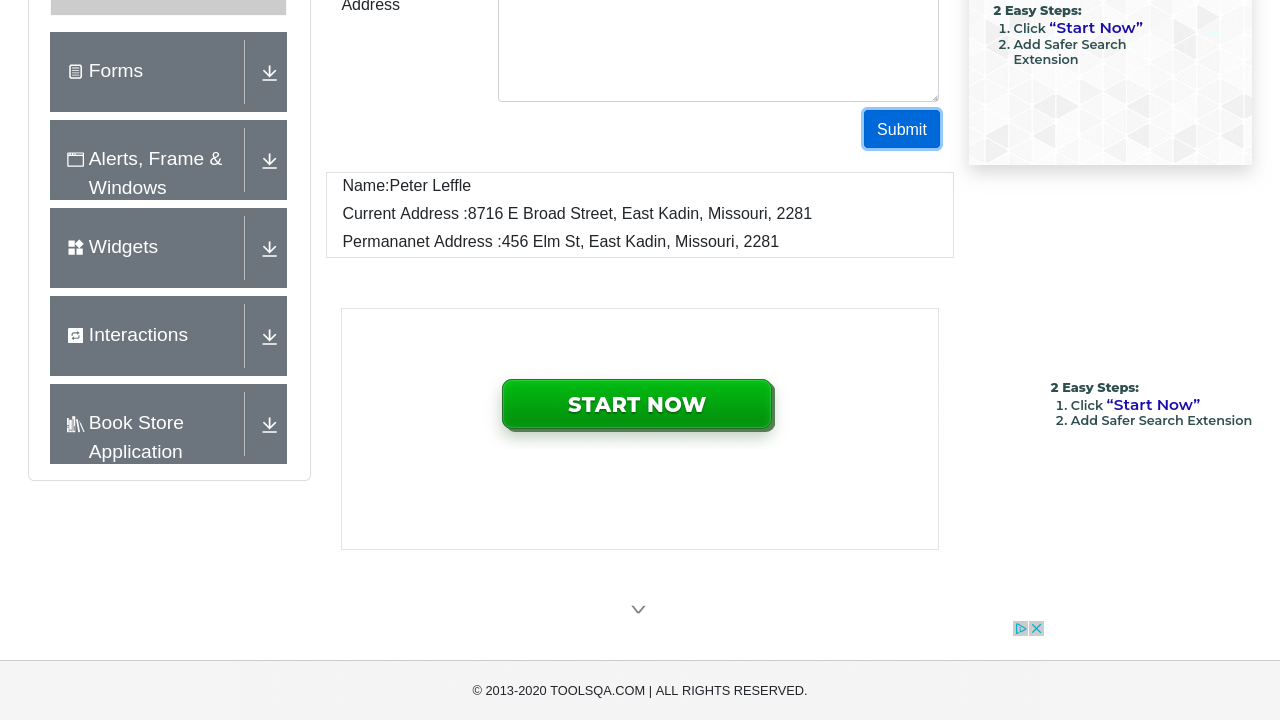 Address
Forms
Alerts, Frame &
Windows
Widgets
Interactions
Book Store
Application
Submit
Name:Peter Leffle
Current Address :8716 E Broad Street, East Kadin, Missouri, 2281
Permananet Address :456 Elm St, East Kadin, Missouri, 2281
START NOW
2 Easy Steps:
1. Click “Start Now”
2. Add Safer Search
Extension
2 Easy Steps:
1. Click “Start Now”
2. Add Safer Search Extension
© 2013-2020 TOOLSQA.COM | ALL RIGHTS RESERVED.